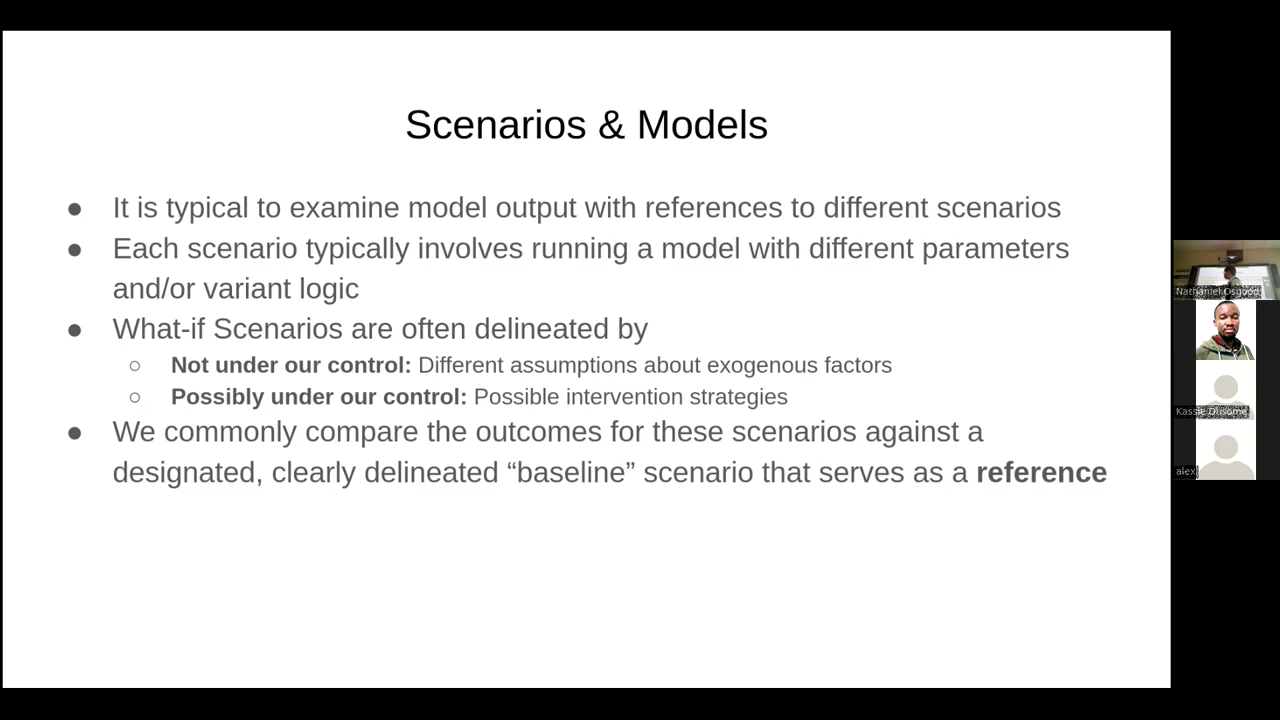 Scenarios & Models
● It is typical to examine model output with references to different scenarios
● Each scenario typically involves running a model with different parameters
and/or variant logic
● What-if Scenarios are often delineated by
○ Not under our control: Different assumptions about exogenous factors
○ Possibly under our control: Possible intervention strategies
● We commonly compare the outcomes for these scenarios against a
designated, clearly delineated “baseline” scenario that serves as a reference
Nathaniel Osgood
Kassie Dusome
alex